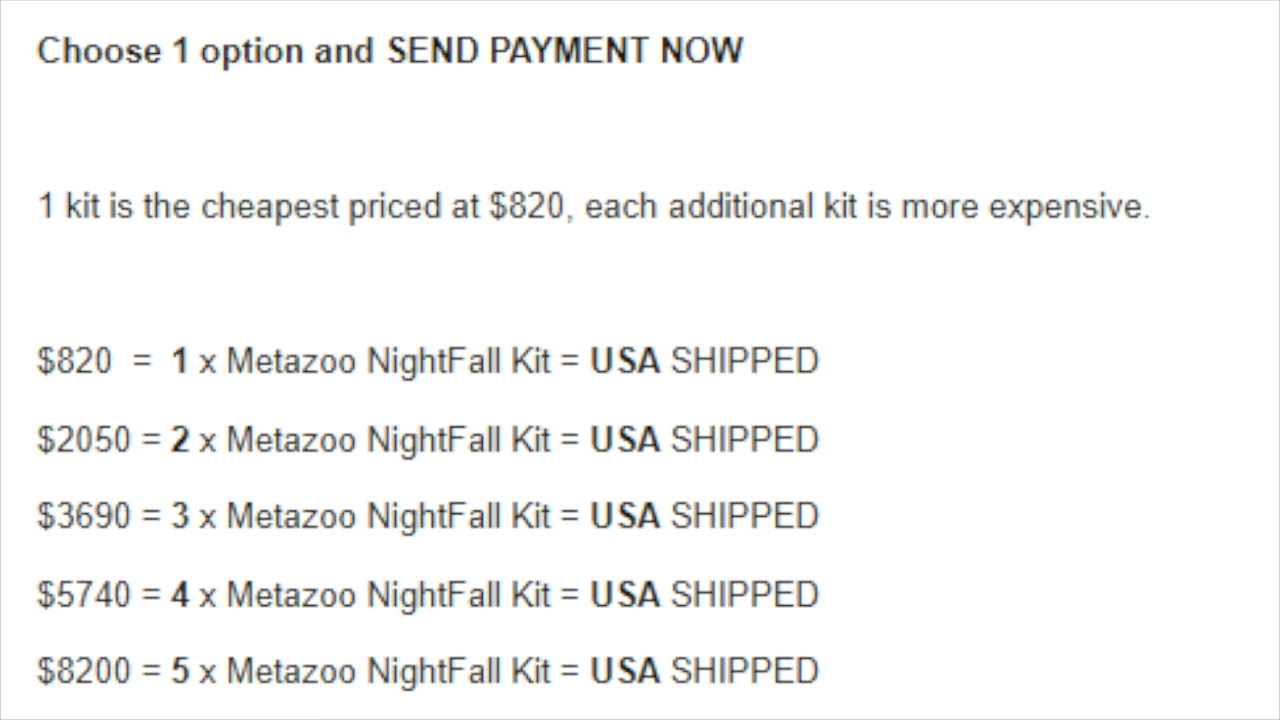 Choose 1 option and SEND PAYMENT NOW
1 kit is the cheapest priced at $820, each additional kit is more expensive.
$820 = 1 x Metazoo NightFall Kit = USA SHIPPED
$2050 = 2 x Metazoo NightFall Kit = USA SHIPPED
$3690 = 3 x Metazoo NightFall Kit = USA SHIPPED
$5740 = 4 x Metazoo NightFall Kit = USA SHIPPED
$8200 = 5 x Metazoo NightFall Kit = USA SHIPPED